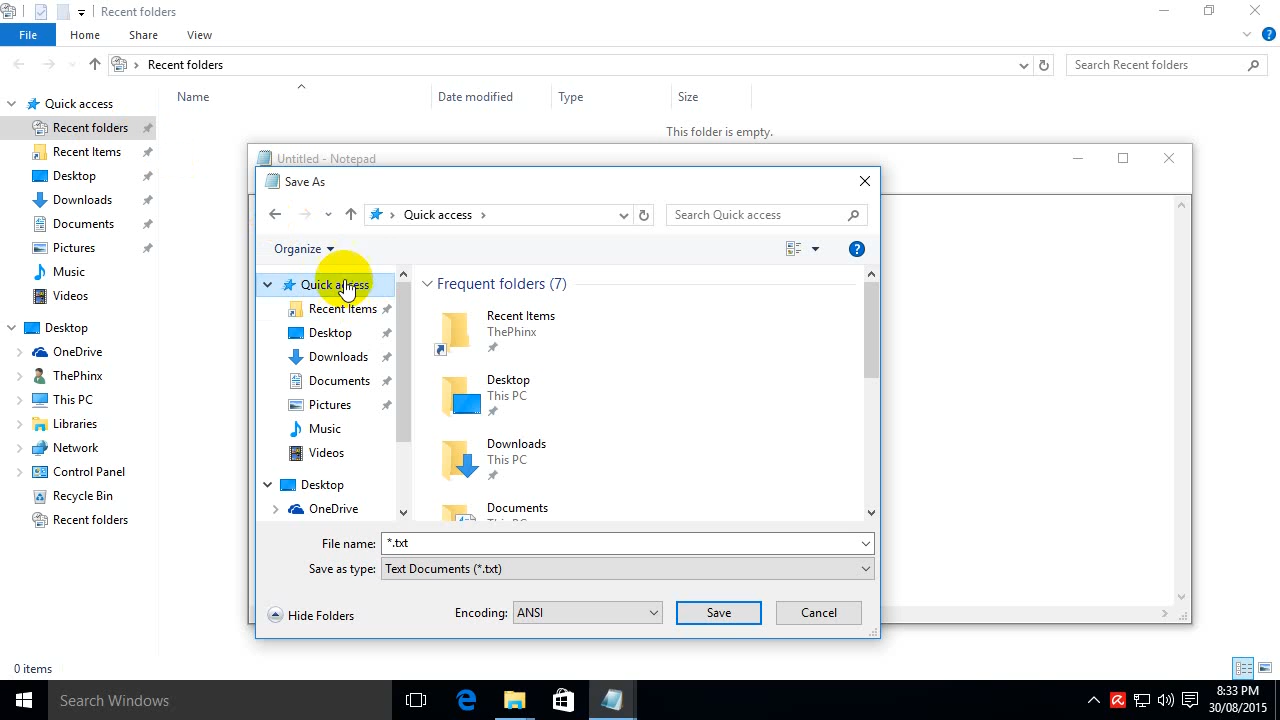 Recent folders
File
Home
Share
View
Recent folders
Search Recent folders
Quick access
Recent folders
Recent Items
Desktop
Downloads
Documents
Pictures
Music
Videos
Desktop
OneDrive
ThePhinx
This PC
Libraries
Network
Control Panel
Recycle Bin
Recent folders
Name
Date modified
Type
Size
This folder is empty.
Untitled - Notepad
Save As
Quick access
Search Quick access
Organize
Quick access
Recent Items
Desktop
Downloads
Documents
Pictures
Music
Videos
Desktop
OneDrive
Frequent folders (7)
Recent Items
ThePhinx
Desktop
This PC
Downloads
This PC
Documents
This PC
File name: *.txt
Save as type: Text Documents (*.txt)
Hide Folders
Encoding: ANSI
Save
Cancel
0 items
Search Windows
8:33 PM
30/08/2015